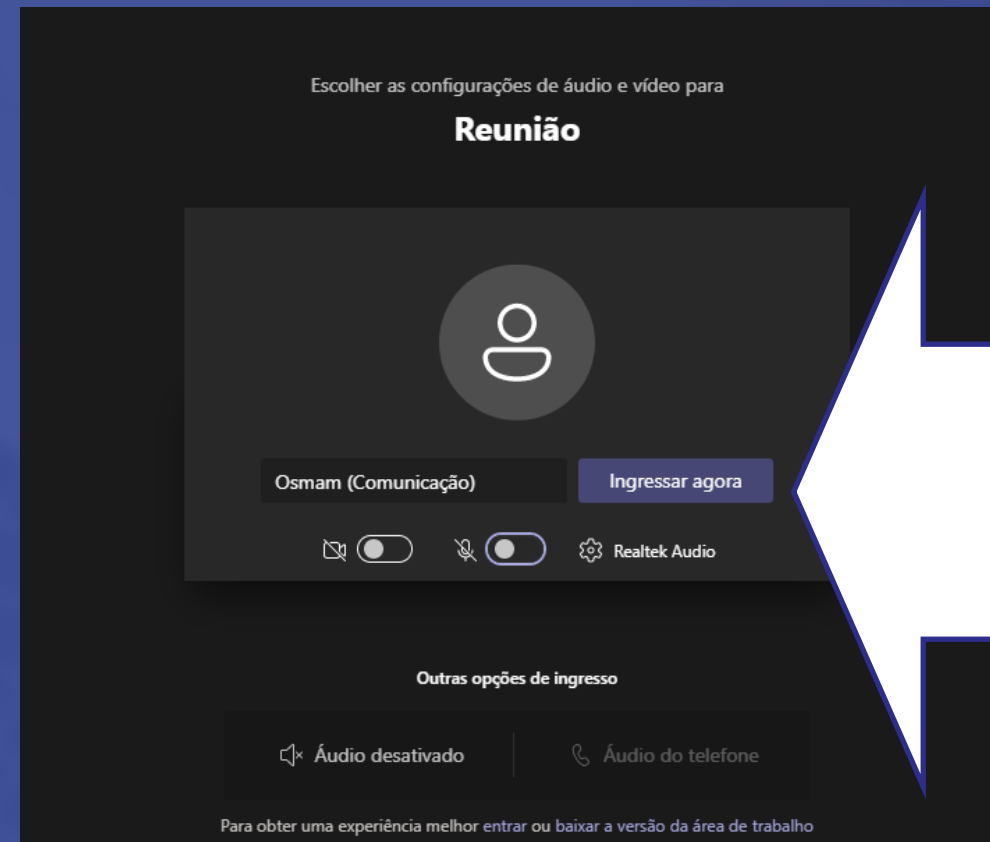 Escolher as configurações de áudio e vídeo para
Reunião
Osmam (Comunicação)
Ingressar agora
Realtek Audio
Outras opções de ingresso
Áudio desativado
Áudio do telefone
Para obter uma experiência melhor entrar ou baixar a versão da área de trabalho